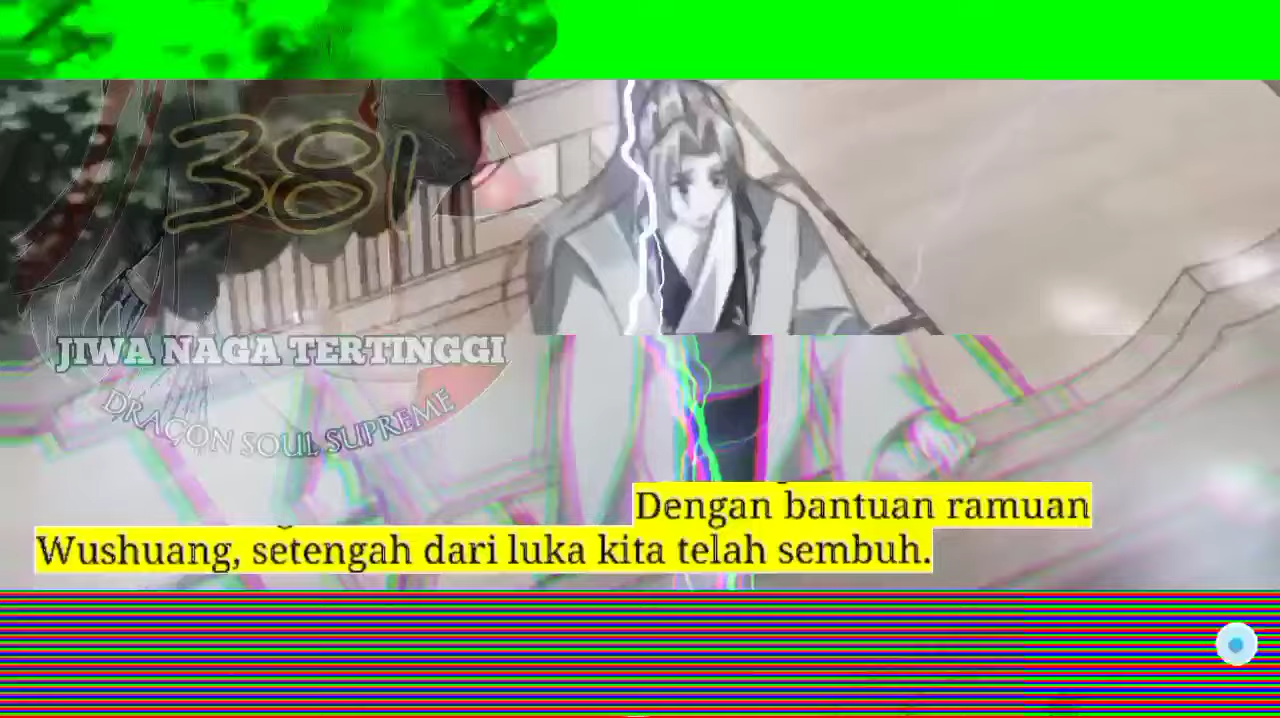 381
JIWA NAGA TERTINGGI
DRAGON SOUL SUPREME
Dengan bantuan ramuan
Wushuang, setengah dari luka kita telah sembuh.